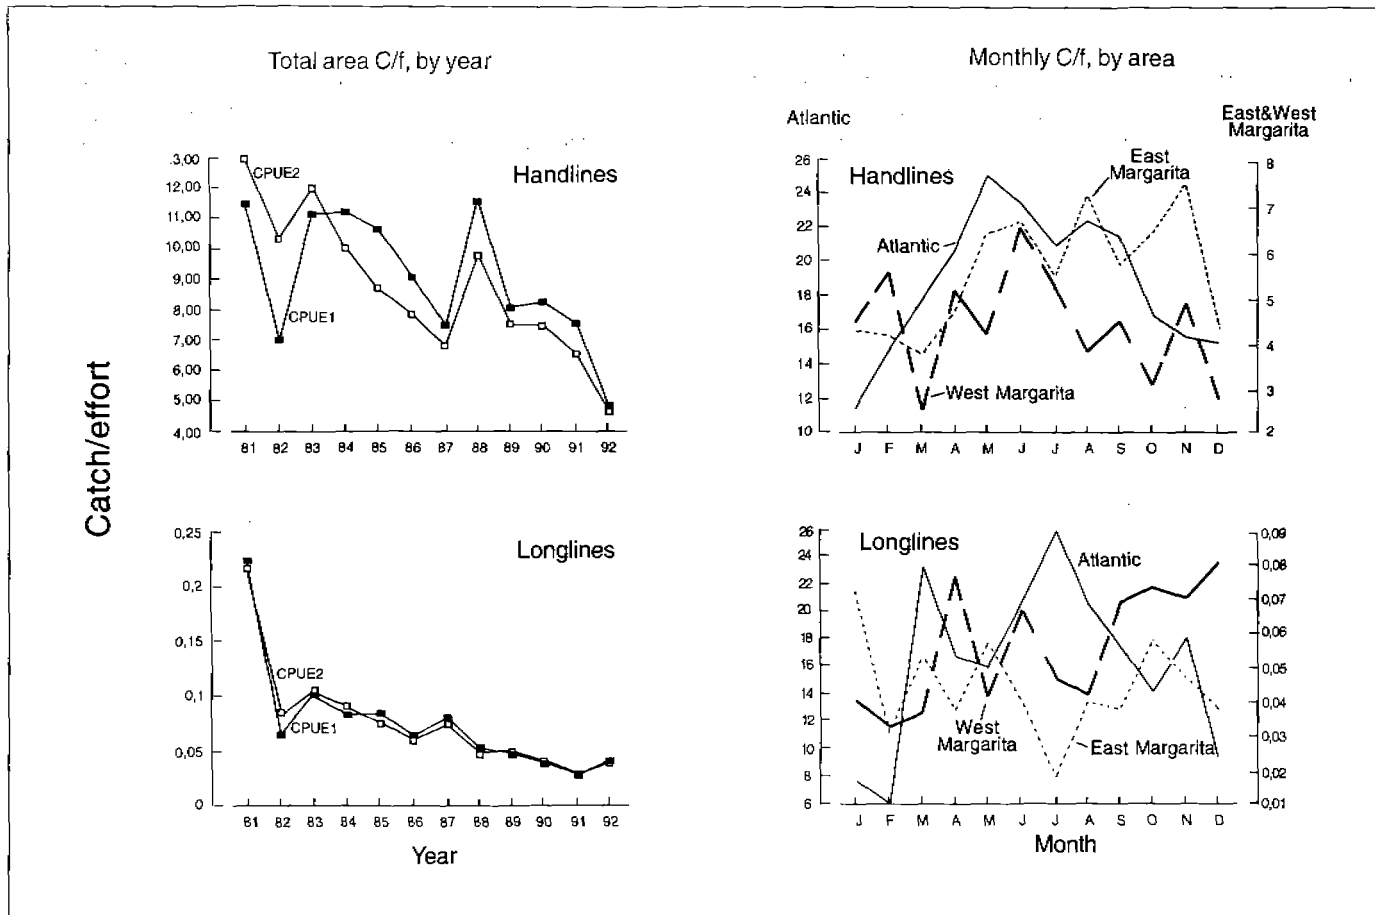 Total area C/f, by year
Monthly C/f, by area
Catch/effort
Handlines
,3,00
12,00
11,00
10,00
9,00
8,00
7,00
6,00
5,00
4,00
CPUE2
CPUE1
81 82 83 84 85 86 87 88 89 90 91 92
Atlantic
East&West
Margarita
Handlines
26
24
22
20
18
16
14
12
10
East
Margarita
Atlantic
West Margarita
8
7
6
5
4
3
2
J F M A M J J A S O N D
Longlines
0,25
0,2
0,15
0,1
0,05
0
CPUE2
CPUE1
81 82 83 84 85 86 87 88 89 90 91 92
Year
Longlines
26
24
22
20
18
16
14
12
10
8
6
Atlantic
West
Margarita
East Margarita
0,09
0,08
0,07
0,06
0,05
0,04
0,03
0,02
0,01
J F M A M J J A S O N D
Month